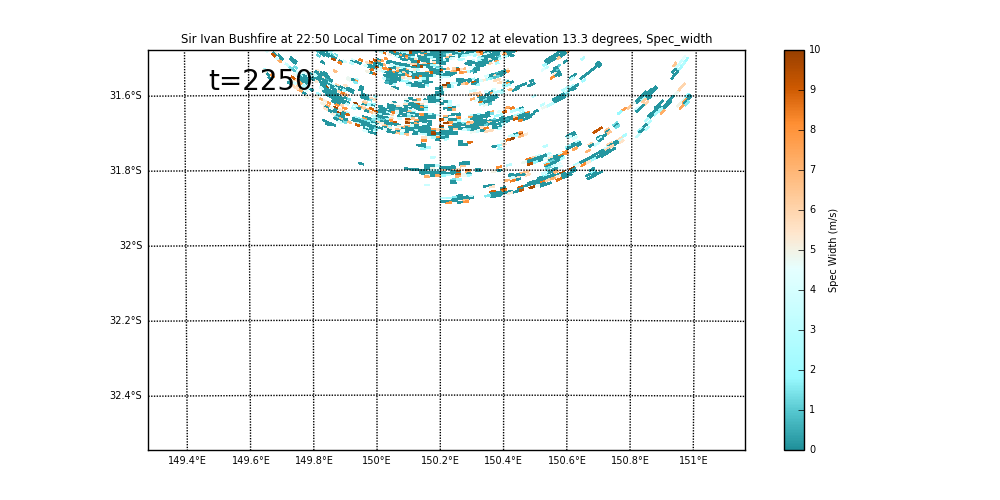 Sir Ivan Bushfire at 22:50 Local Time on 2017 02 12 at elevation 13.3 degrees, Spec_width
t=2250
31.6°S
31.8°S
32°S
32.2°S
32.4°S
149.4°E 149.6°E 149.8°E 150°E 150.2°E 150.4°E 150.6°E 150.8°E 151°E
10
9
8
7
6
5
4
3
2
1
0
Spec Width (m/s)